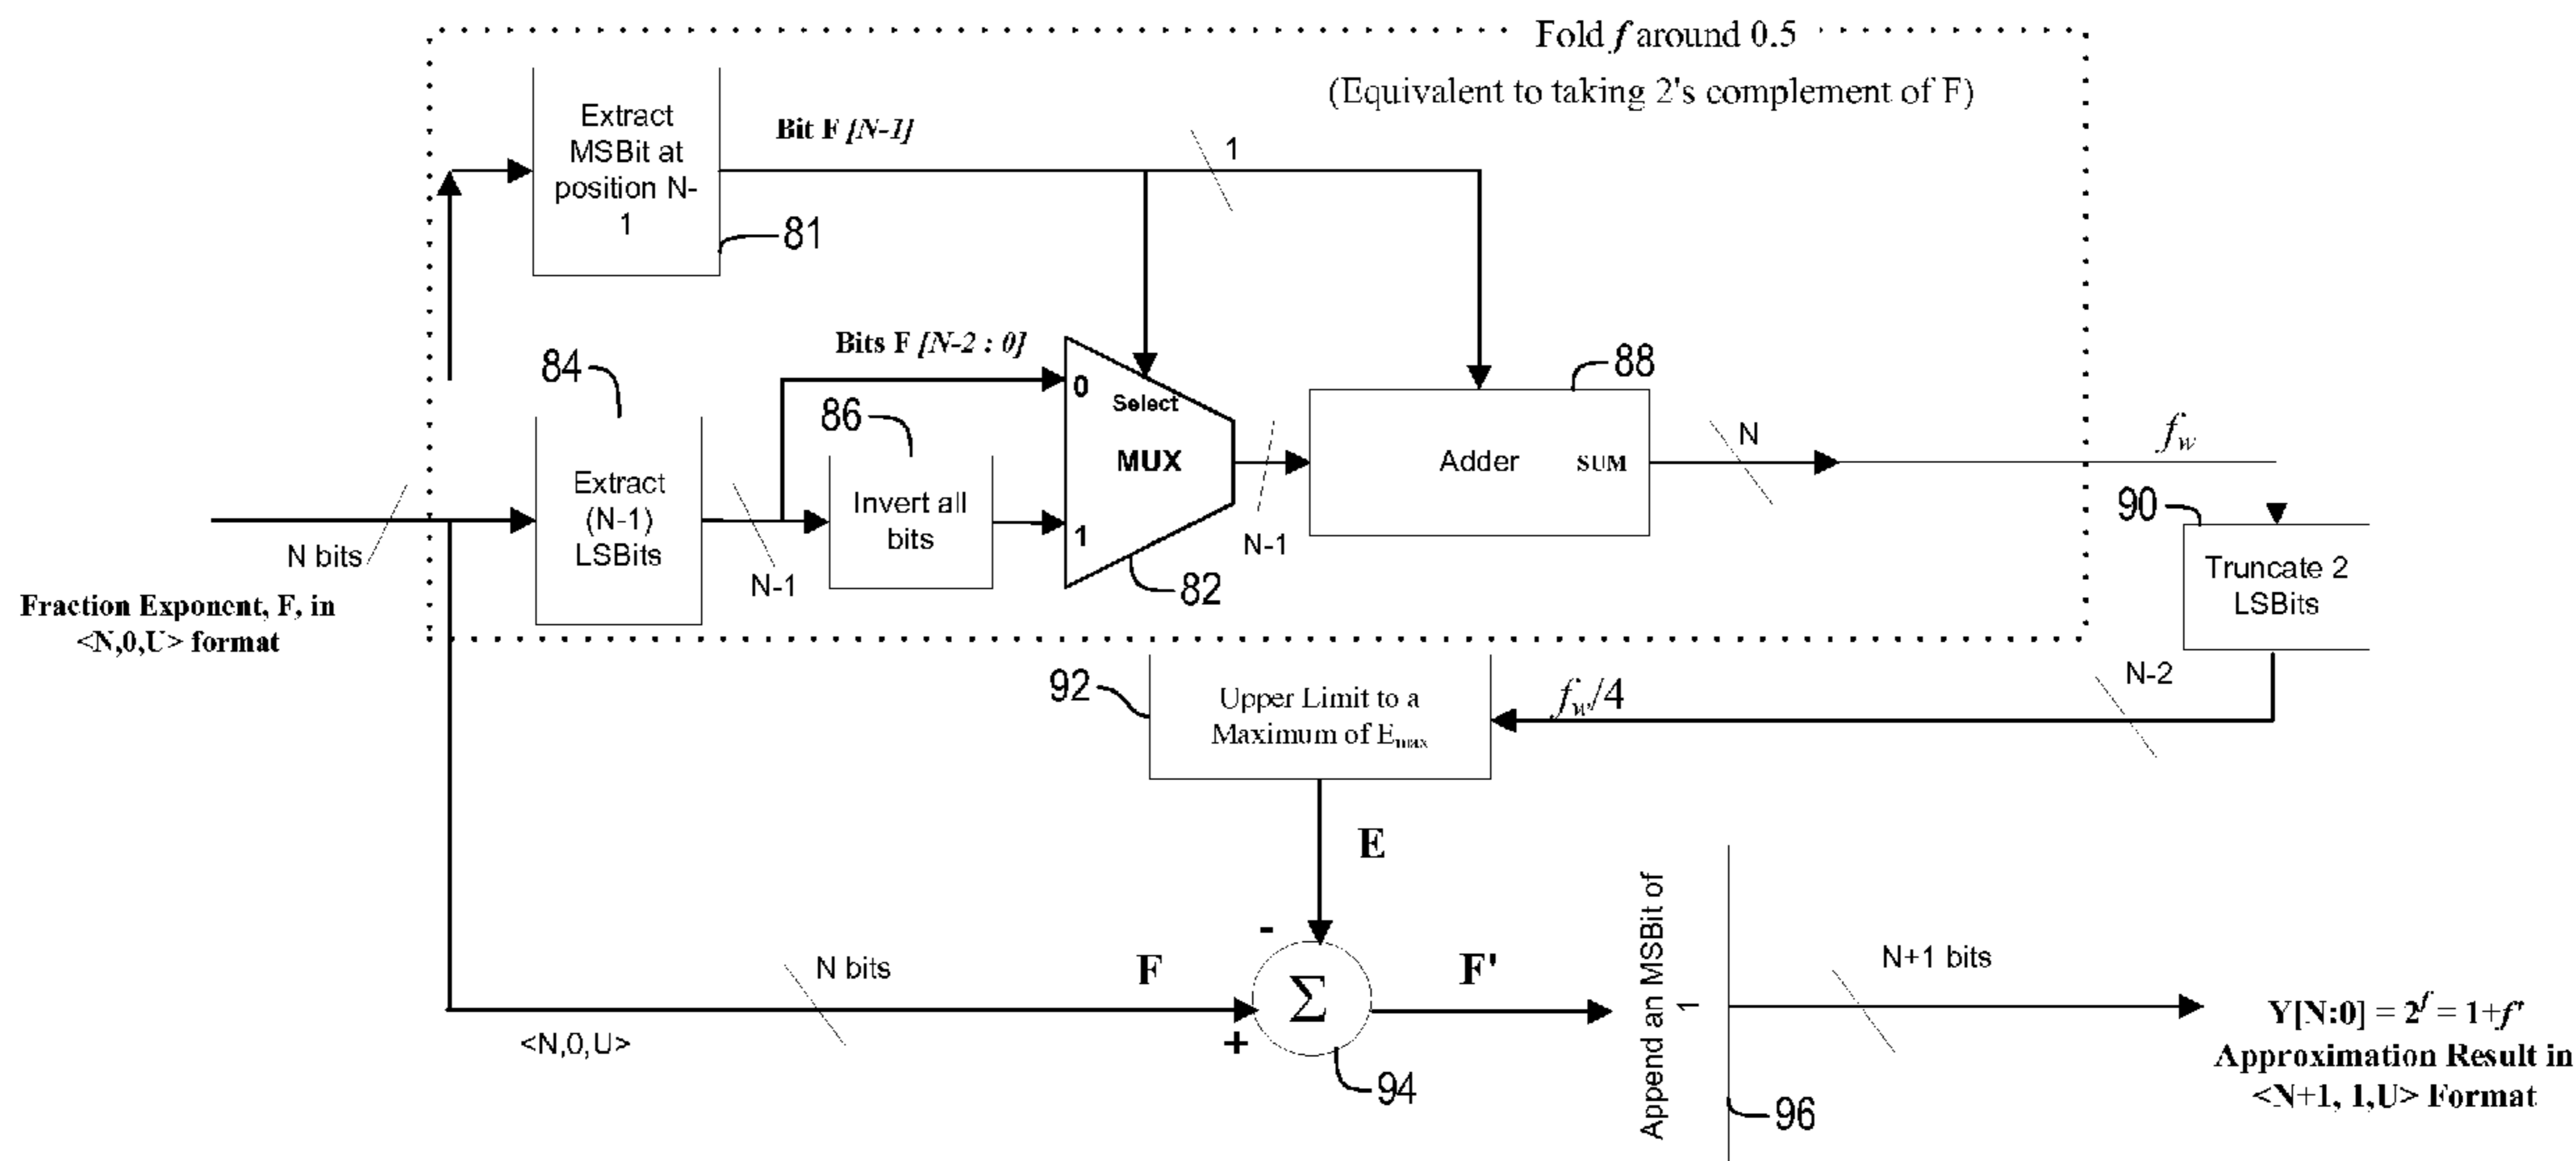 Fold f around 0.5
(Equivalent to taking 2's complement of F)
Extract
MSBit at
position N-
1
81
Bit F [N-1]
1
84
Bits F [N-2 : 0]
86
0
Select
MUX
1
82
88
Adder
SUM
N
fw
90
Extract
(N-1)
LSBits
N-1
Invert all
bits
N-1
N bits
Fraction Exponent, F, in
<N,0,U> format
Truncate 2
LSBits
N-2
92
Upper Limit to a
Maximum of Emax
fw/4
E
-
N bits
F
+
Σ
F'
<N,0,U>
94
Append an MSBit of
1
96
N+1 bits
Y[N:0] = 2^f = 1+f'
Approximation Result in
<N+1, 1,U> Format